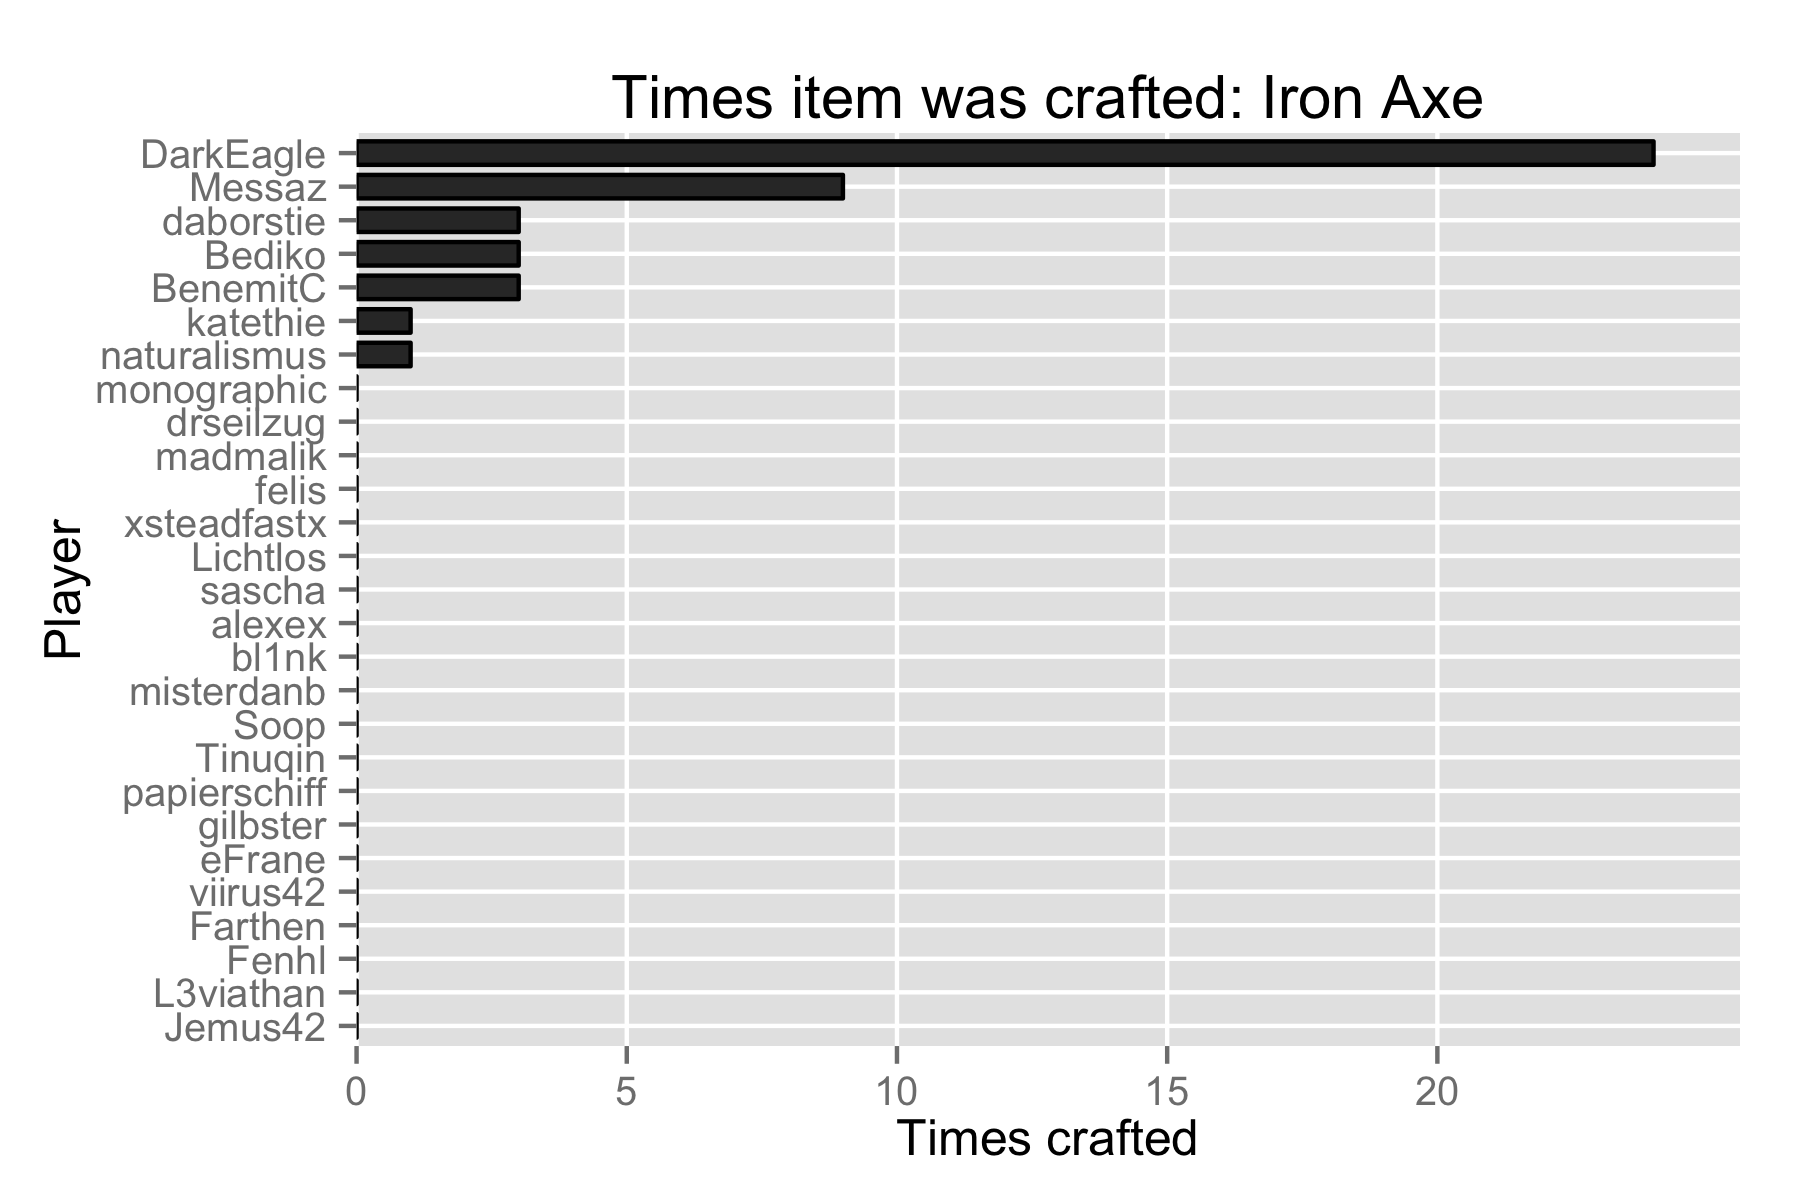 Times item was crafted: Iron Axe
DarkEagle
Messaz
daborstie
Bediko
BenemitC
katethie
naturalismus
monographic
drseilzug
madmalik
felis
xsteadfastx
Lichtlos
sascha
alexex
bl1nk
misterdanb
Soop
Tinuqin
papierschiff
gilbster
eFrane
viirus42
Farthen
Fenhl
L3viathan
Jemus42
Player
0 5 10 15 20
Times crafted